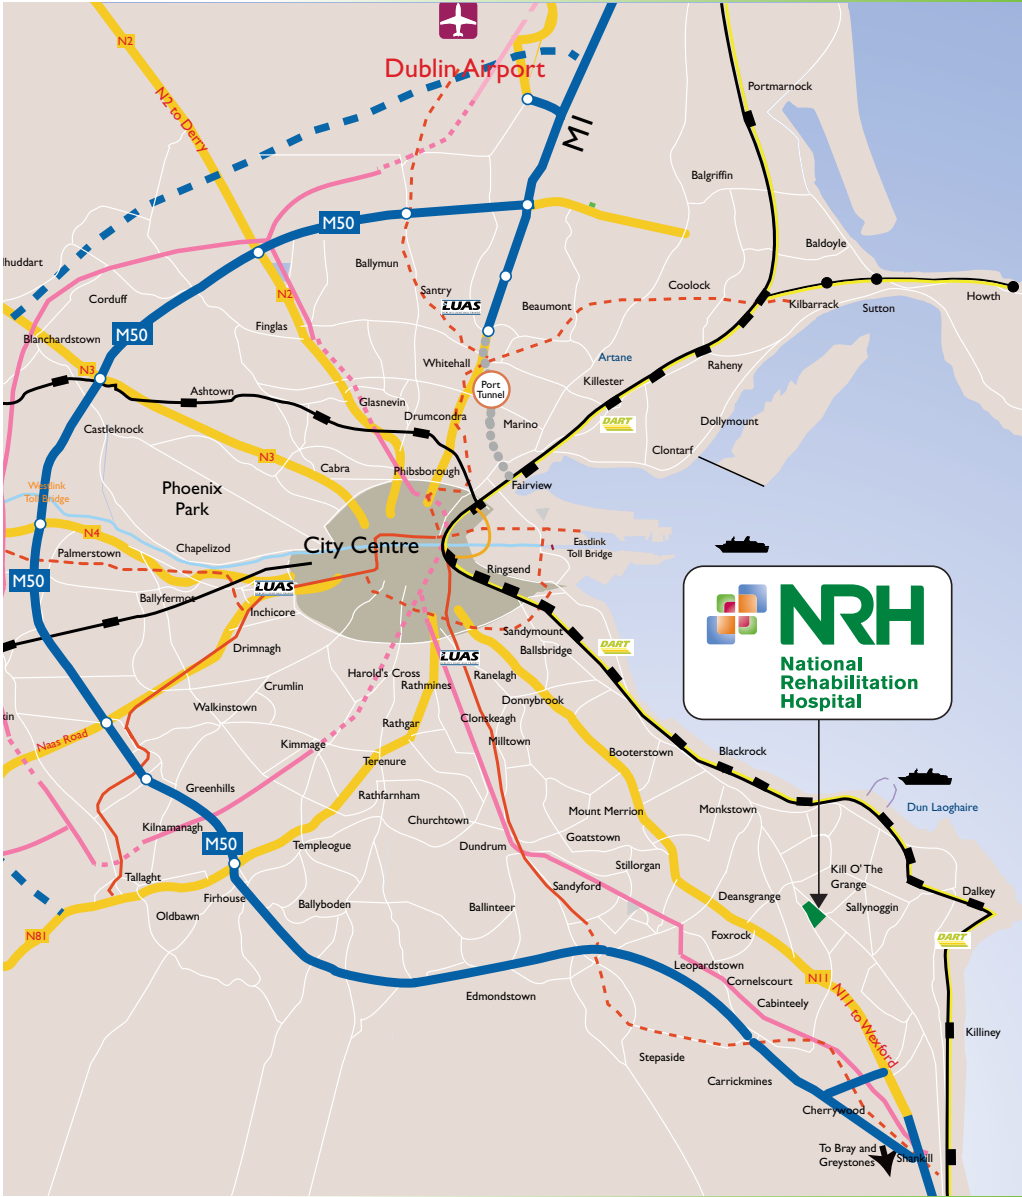 N2
Dublin Airport
N2 to Derry
M1
Portmarnock
Balgriffin
M50
Baldoyle
Ballymun
Santry
LUAS
Beaumont
Coolock
Kilbarrack
Sutton
Howth
lhuddart
Corduff
N2
Finglas
M50
Blanchardstown
N3
Ashtown
Whitehall
Port
Tunnel
Artane
Killester
Raheny
Glasnevin
Drumcondra
Marino
DART
Dollymount
Castleknock
Clontarf
N3
Cabra
Phibsborough
Fairview
Westlink
Toll Bridge
Phoenix
Park
N4
Palmerstown
Chapelizod
City Centre
Eastlink
Toll Bridge
M50
Ringsend
LUAS
Ballyfermot
Inchicore
Drimnagh
Sandymount
Ballsbridge
DART
LUAS
NRH
National
Rehabilitation
Hospital
Harold's Cross
Rathmines
Ranelagh
Crumlin
Donnybrook
Walkinstown
kin
Naas Road
Rathgar
Clonskeagh
Milltown
Kimmage
Terenure
Booterstown
Blackrock
Greenhills
Rathfarnham
Dun Laoghaire
Kilnamanagh
M50
Churchtown
Mount Merrion
Monkstown
Goatstown
Templeogue
Dundrum
Stillorgan
Kill O' The
Grange
Tallaght
Sandyford
Dalkey
Firhouse
Ballyboden
Ballinteer
Deansgrange
Sallynoggin
Oldbawn
N81
Foxrock
DART
Leopardstown
Cornelscourt
N11
Edmondstown
Cabinteely
N11 to Wexford
Killiney
Stepaside
Carrickmines
Cherrywood
To Bray and
Greystones
Shankill